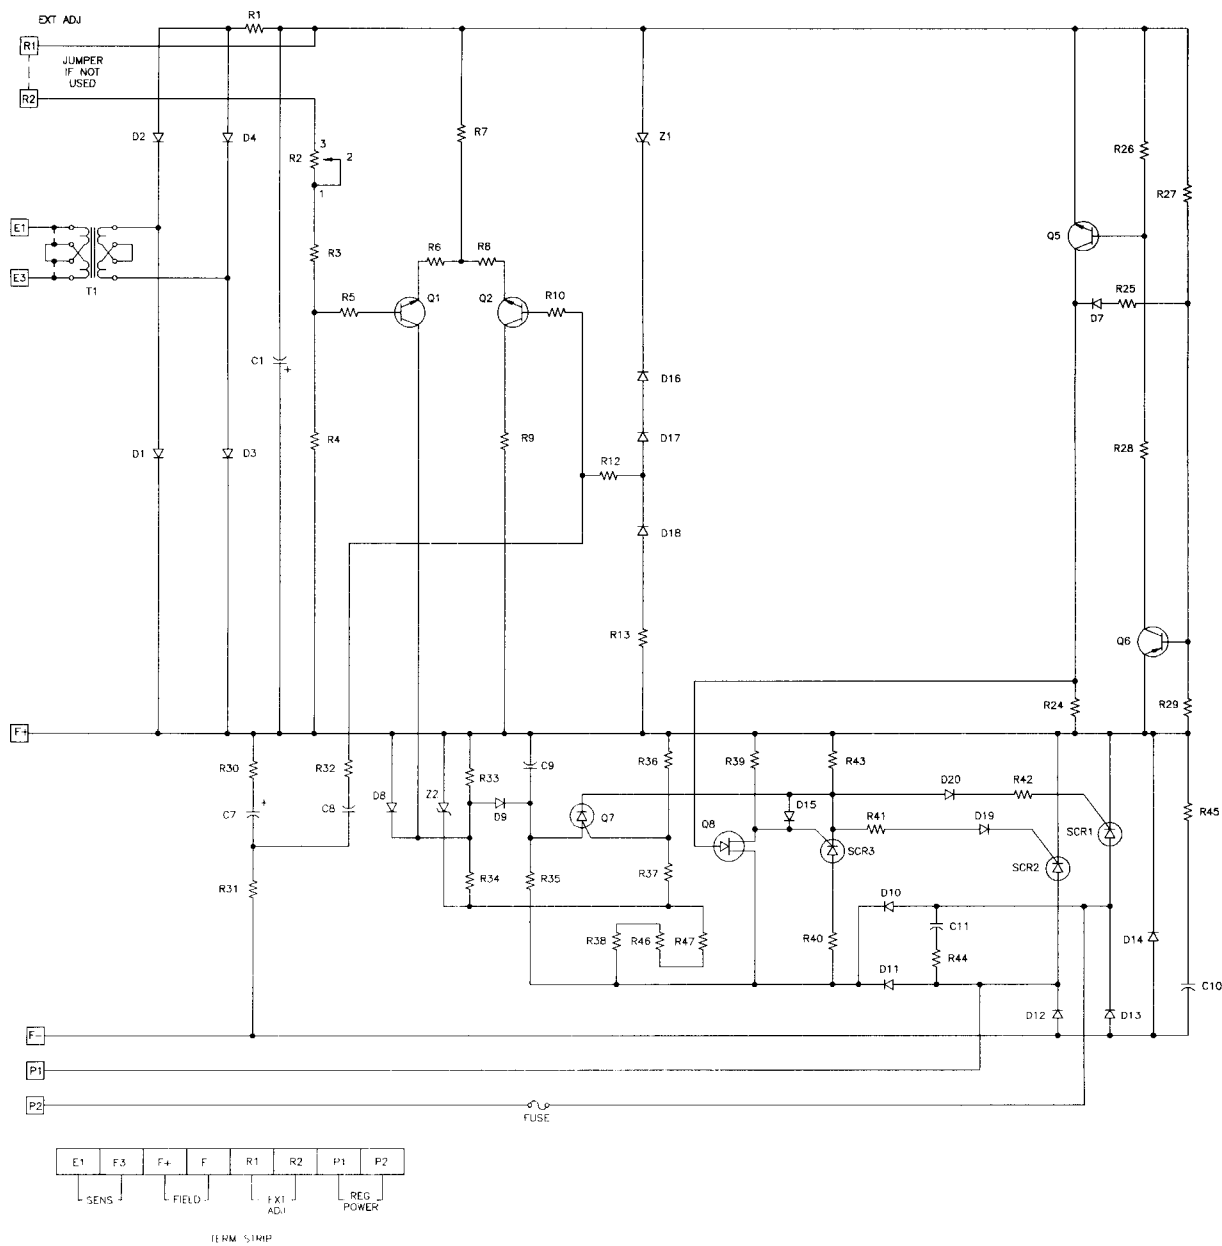 EXT ADJ
R1
R1
JUMPER
IF NOT
USED
R2
D2
D4
R2
3
2
1
R7
Z1
R26
R27
E1
E3
T1
R3
R6
R8
Q5
R5
Q1
Q2
R10
R25
D7
C1
+
D16
R4
R9
D17
R28
D1
D3
R12
D18
R13
Q6
R24
R29
F+
R30
R32
D8
Z2
R33
C9
R36
R39
R43
D20
R42
C7
+
C8
D9
Q7
D15
R41
D19
R45
Q8
SCR3
SCR1
SCR2
R31
R34
R35
R37
D10
C11
R38
R46
R47
R40
R44
D14
D11
C10
D12
D13
F-
P1
P2
FUSE
E1 F3 F+ F R1 R2 P1 P2
SENS FIELD EXT ADJ REG POWER
TERM STRIP